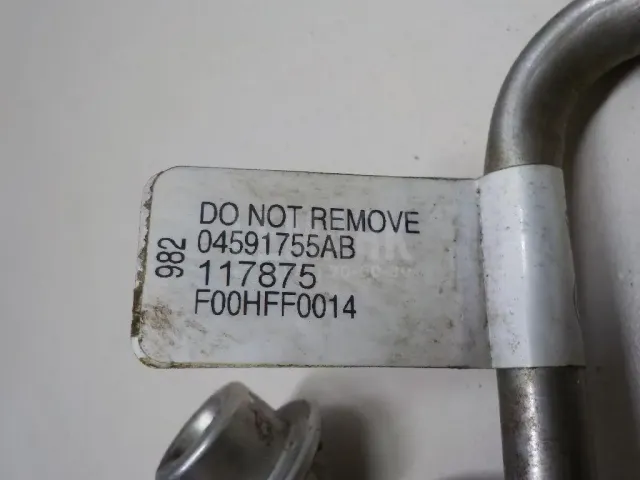 DO NOT REMOVE
04591755AB
117875
F00HFF0014
982